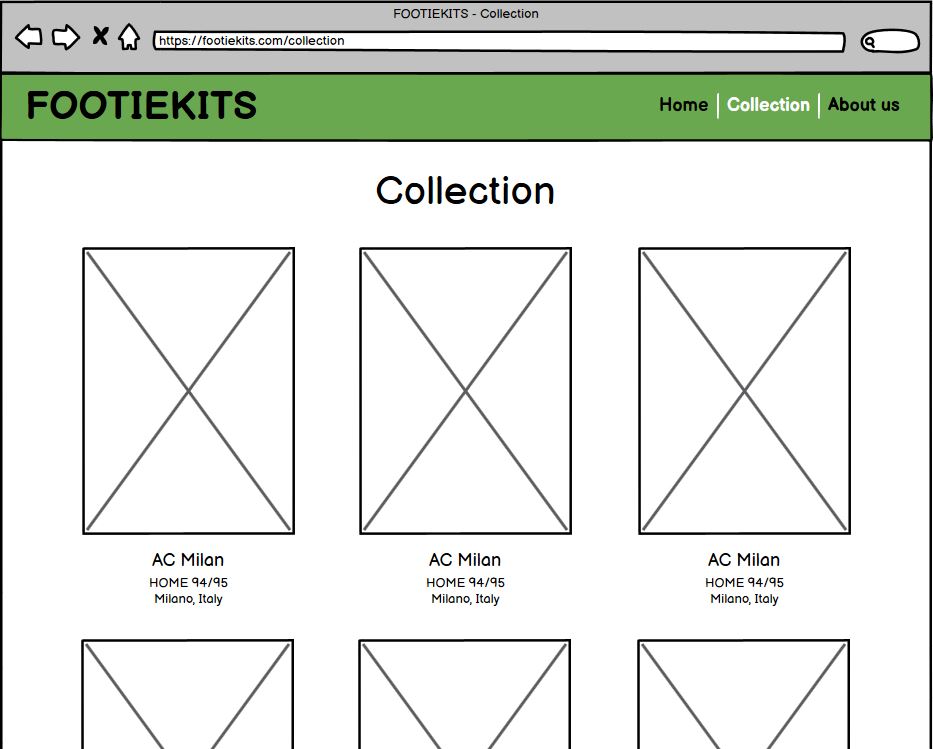 FOOTIEKITS - Collection
https://footiekits.com/collection
FOOTIEKITS
Home Collection About us
Collection
AC Milan AC Milan AC Milan
HOME 94/95 HOME 94/95 HOME 94/95
Milano, Italy Milano, Italy Milano, Italy